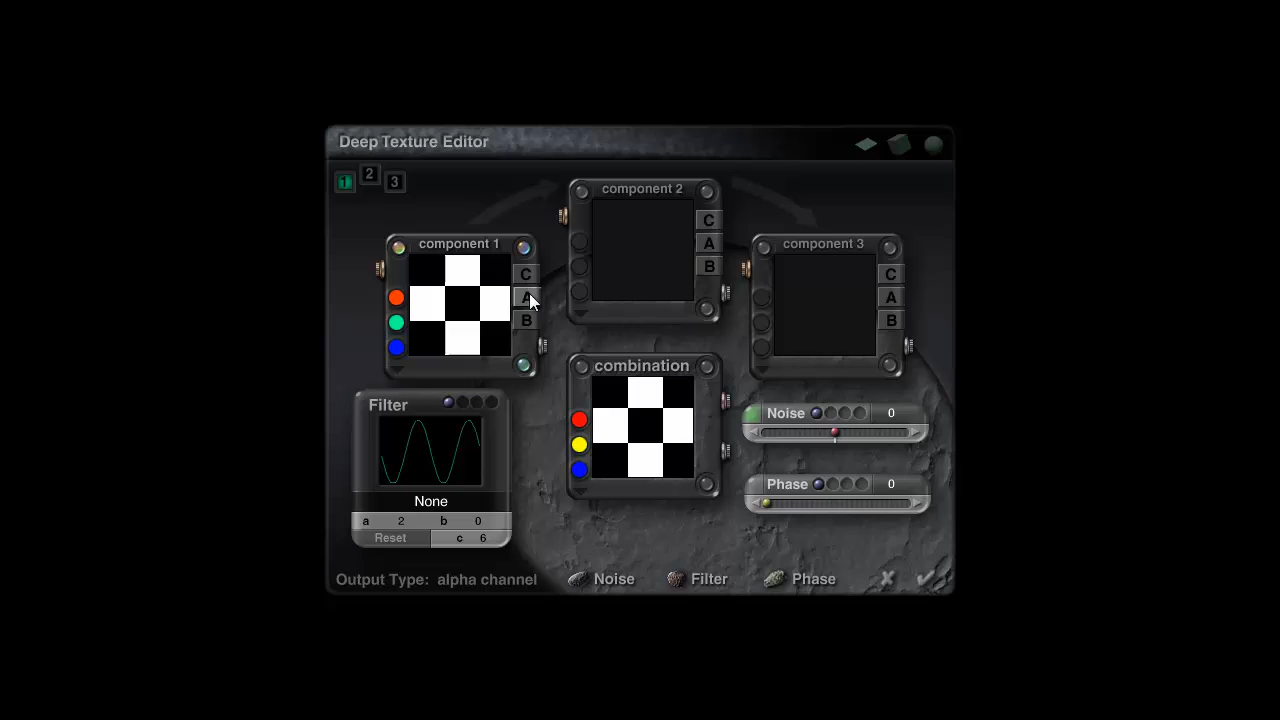 Deep Texture Editor
1 2 3
component 2
C
A
B
component 1
C
A
B
component 3
C
A
B
combination
Filter
None
a 2 b 0
Reset c 6
Noise 0
Phase 0
Output Type: alpha channel
Noise Filter Phase